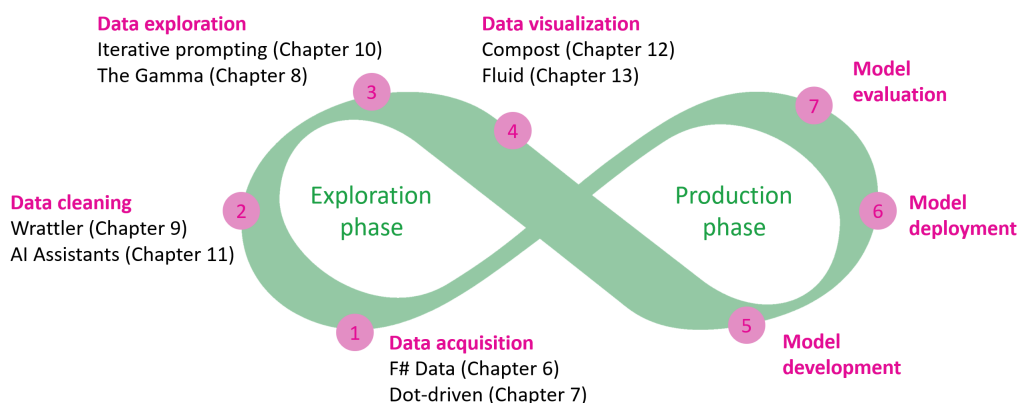 Data exploration
Iterative prompting (Chapter 10)
The Gamma (Chapter 8)
Data visualization
Compost (Chapter 12)
Fluid (Chapter 13)
Model
evaluation
3
4
7
Data cleaning
Wrattler (Chapter 9)
AI Assistants (Chapter 11)
2
Exploration
phase
Production
phase
6
Model
deployment
1
Data acquisition
F# Data (Chapter 6)
Dot-driven (Chapter 7)
5
Model
development